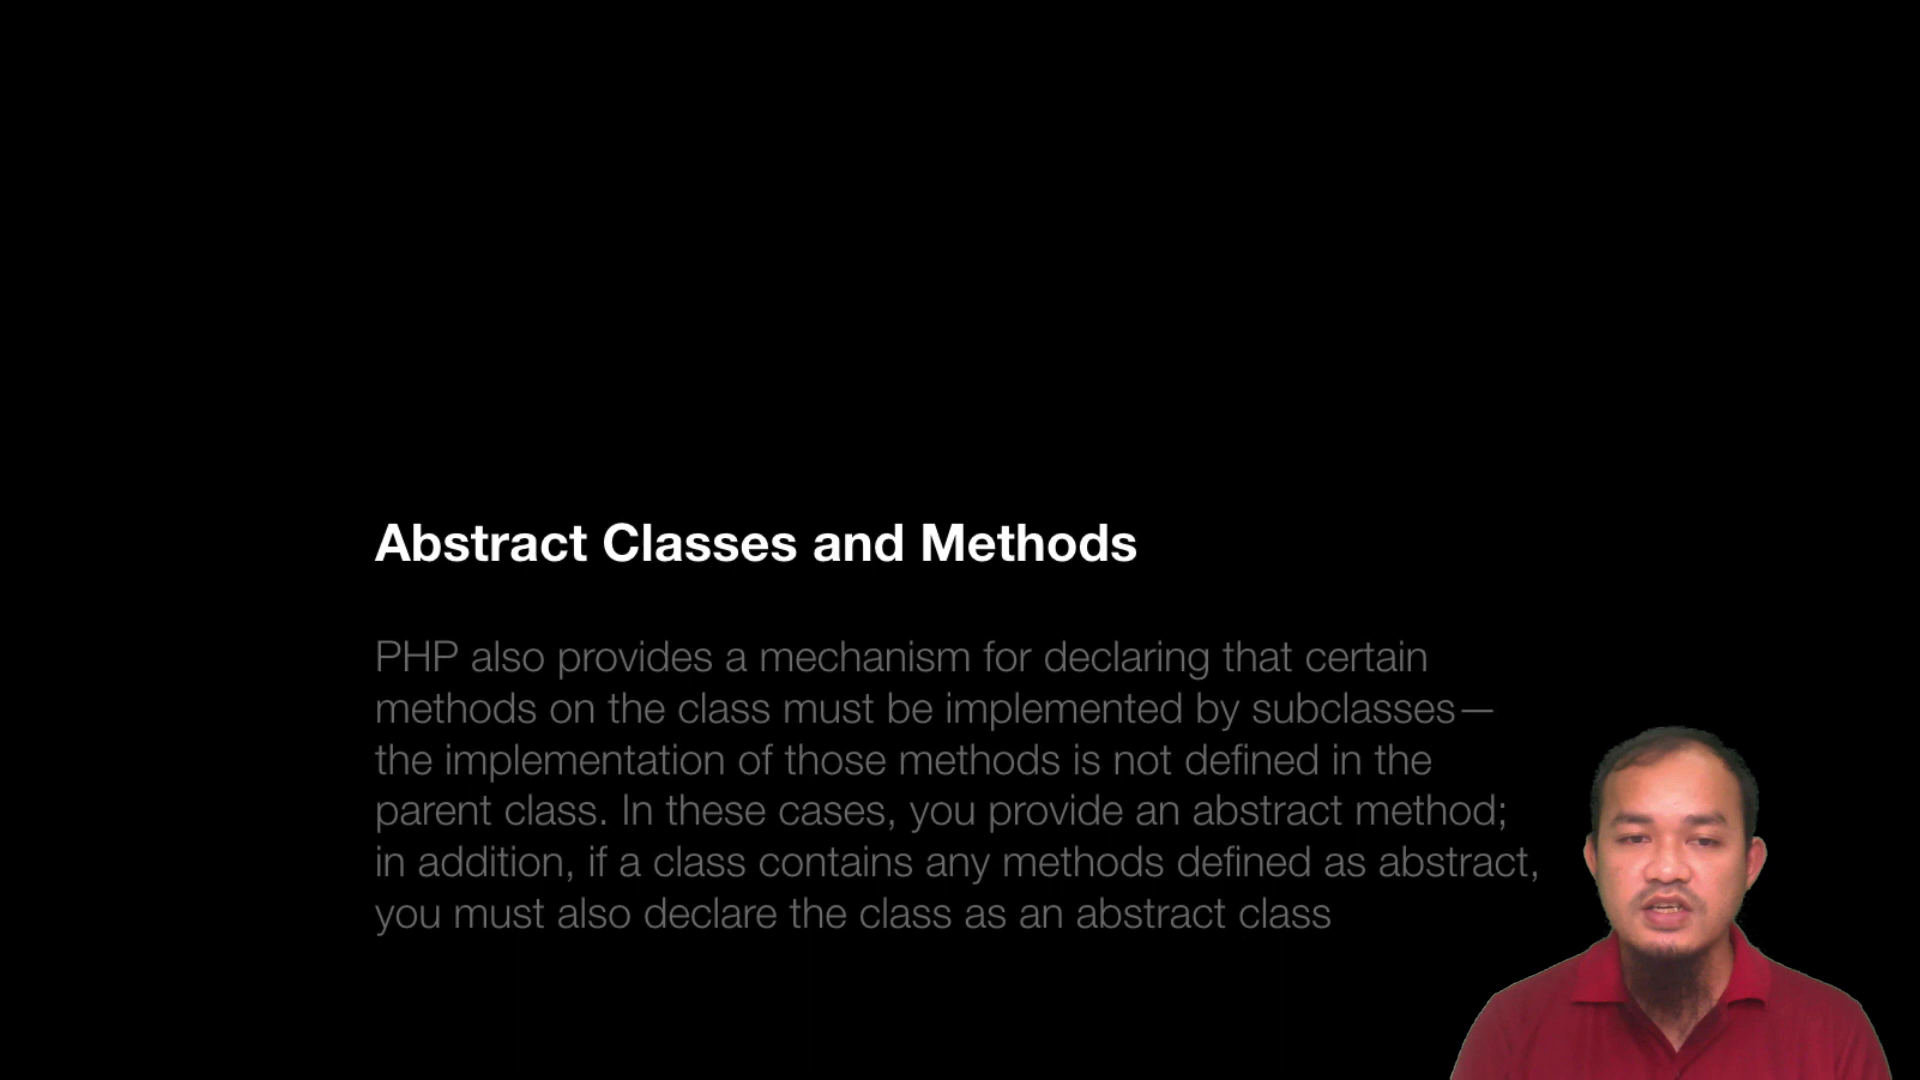 Abstract Classes and Methods
PHP also provides a mechanism for declaring that certain
methods on the class must be implemented by subclasses—
the implementation of those methods is not defined in the
parent class. In these cases, you provide an abstract method;
in addition, if a class contains any methods defined as abstract,
you must also declare the class as an abstract class